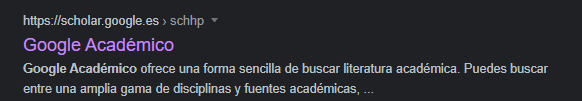 https://scholar.google.es › schhp
Google Académico
Google Académico ofrece una forma sencilla de buscar literatura académica. Puedes buscar
entre una amplia gama de disciplinas y fuentes académicas, ...